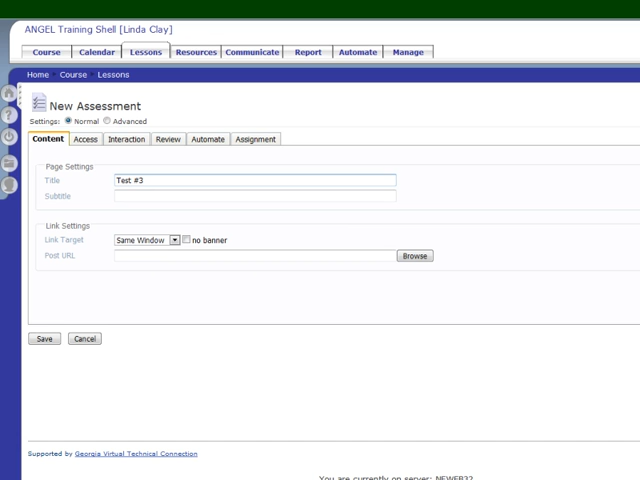 ANGEL Training Shell [Linda Clay]
Course Calendar Lessons Resources Communicate Report Automate Manage
Home Course Lessons
New Assessment
Settings: Normal Advanced
Content Access Interaction Review Automate Assignment
Page Settings
Title Test #3
Subtitle
Link Settings
Link Target Same Window no banner
Post URL Browse
Save Cancel
Supported by Georgia Virtual Technical Connection
You are currently on server: NEWEB32